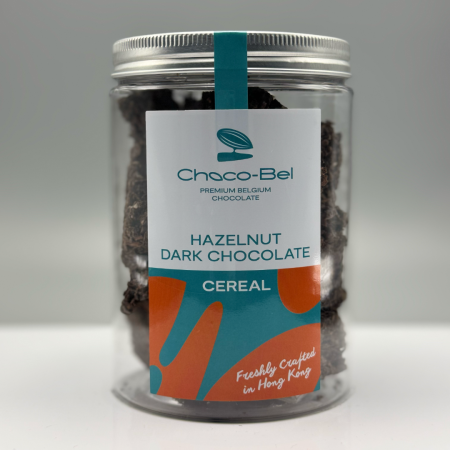 Choco-Bel
PREMIUM BELGIUM
CHOCOLATE
HAZELNUT
DARK CHOCOLATE
CEREAL
Freshly Crafted
in Hong Kong